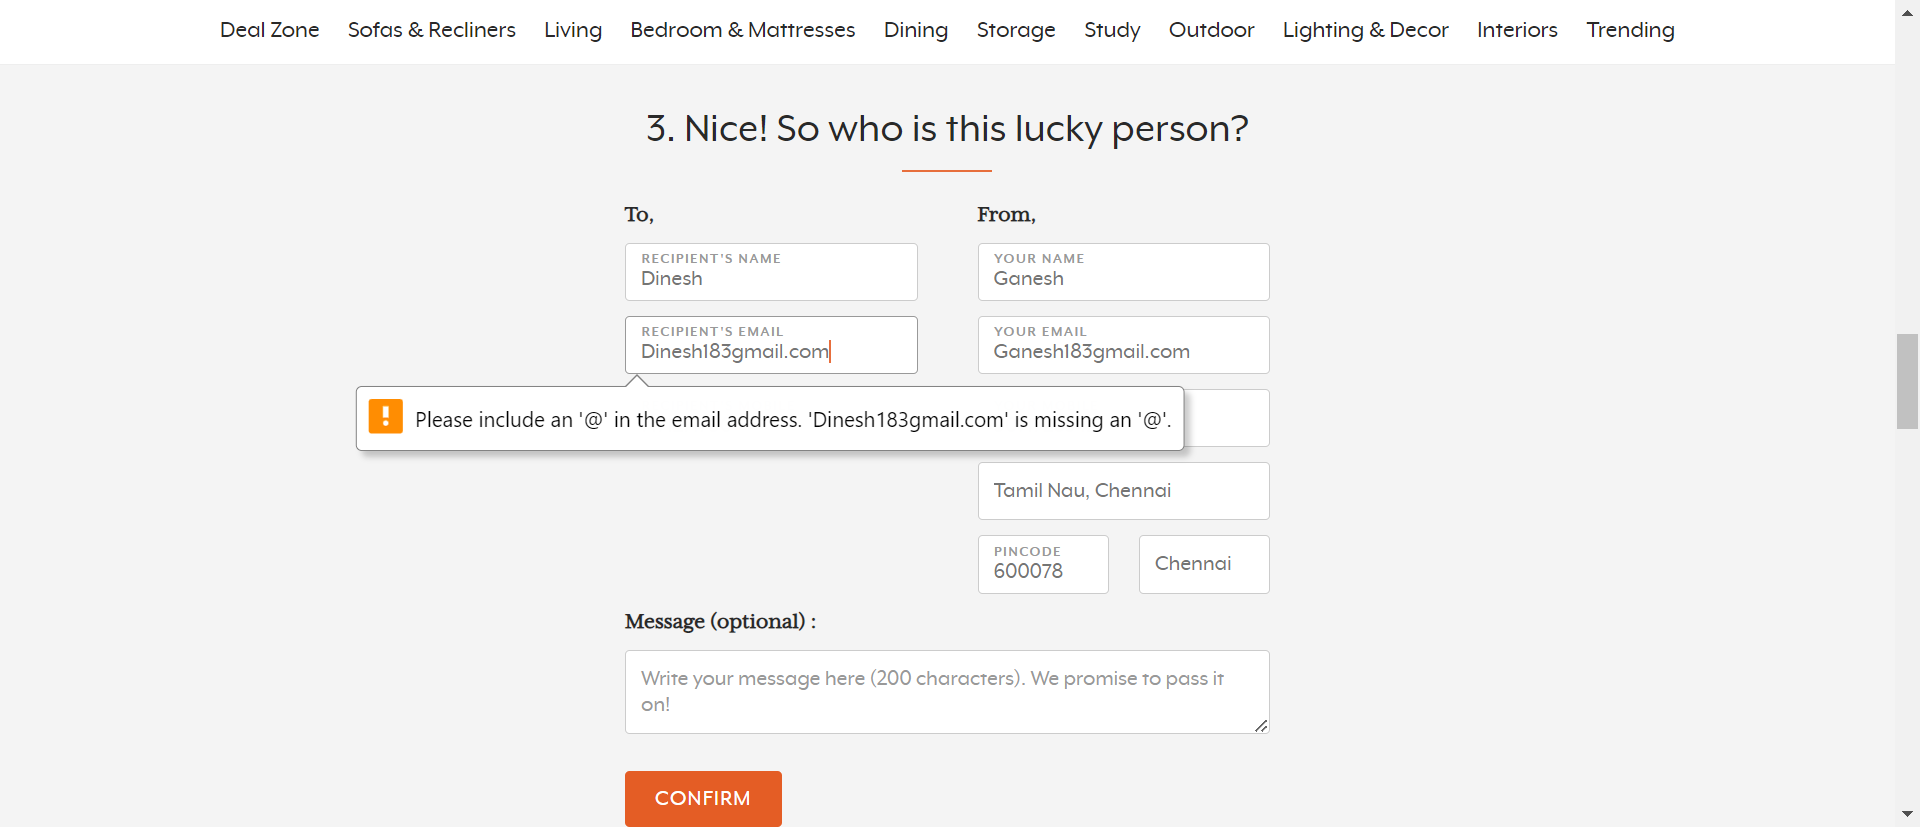 Deal Zone Sofas & Recliners Living Bedroom & Mattresses Dining Storage Study Outdoor Lighting & Decor Interiors Trending
3. Nice! So who is this lucky person?
To,
From,
RECIPIENT'S NAME
Dinesh
YOUR NAME
Ganesh
RECIPIENT'S EMAIL
Dinesh183gmail.com
YOUR EMAIL
Ganesh183gmail.com
Please include an '@' in the email address. 'Dinesh183gmail.com' is missing an '@'.
Tamil Nau, Chennai
PINCODE
600078
Chennai
Message (optional) :
Write your message here (200 characters). We promise to pass it
on!
CONFIRM